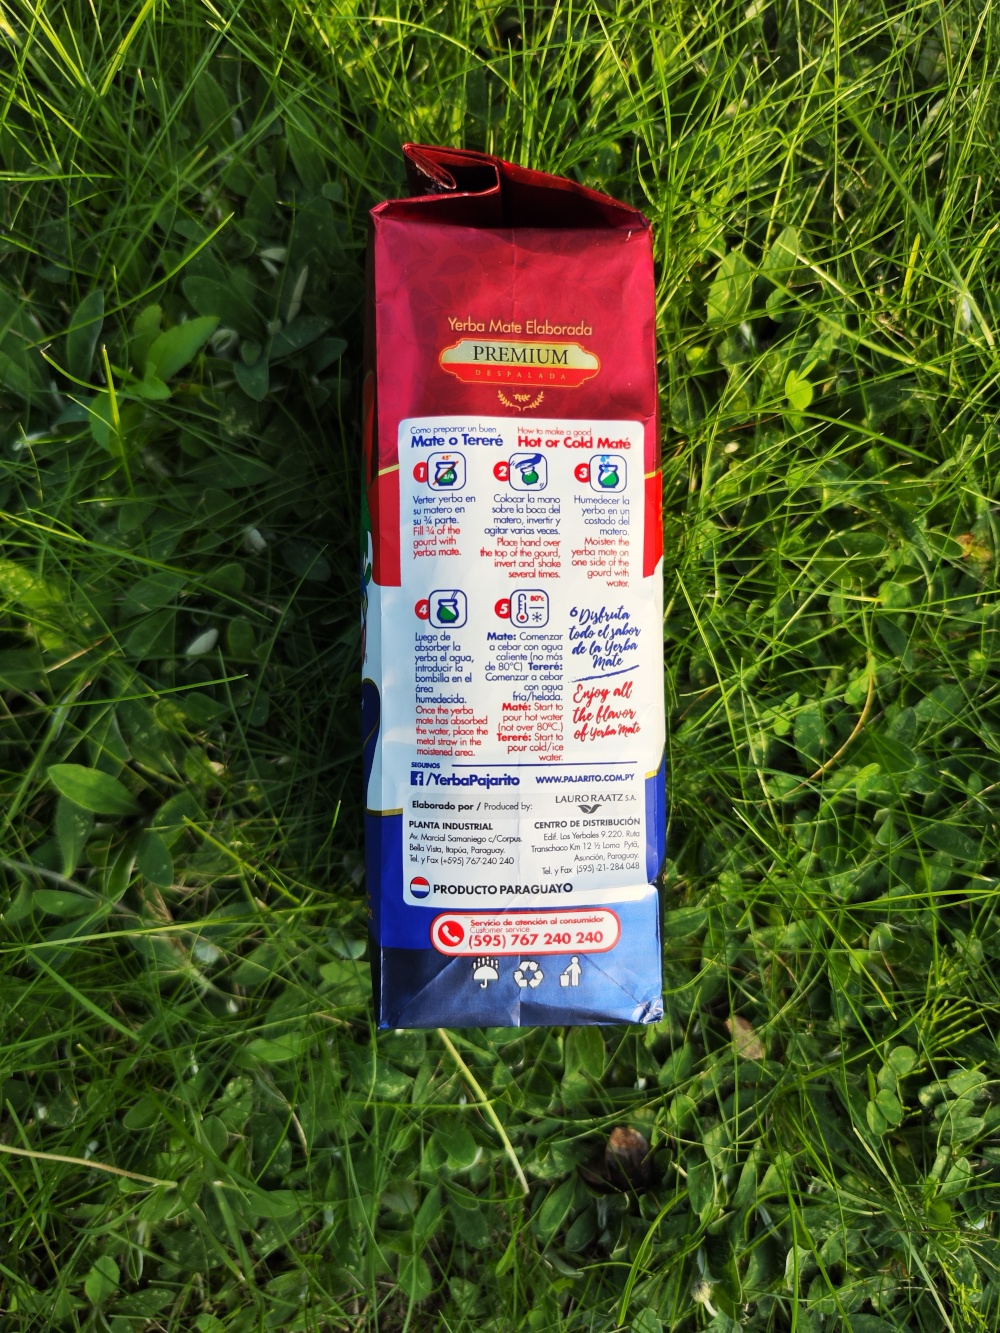 Yerba Mate Elaborada
PREMIUM
DESPALADA
Como preparar un buen
Mate o Tereré
How to make a good
Hot or Cold Maté
1
45°
Verter yerba en
su matero en
su ¾ parte.
Fill ¾ of the
gourd with
yerba mate.
2
Colocar la mano
sobre la boca del
matero, invertir y
agitar varias veces.
Place hand over
the top of the gourd,
invert and shake
several times.
3
Humedecer la
yerba en un
costado del
matero.
Moisten the
yerba mate on
one side of the
gourd with
water.
4
Luego de
absorber la
yerba el agua,
introducir la
bombilla en el
área
humedecida.
Once the yerba
mate has absorbed
the water, place the
metal straw in the
moistened area.
5
80°c
Mate: Comenzar
a cebar con agua
caliente (no más
de 80°C) Tereré:
Comenzar a cebar
con agua
fría/helada.
Maté: Start to
pour hot water
(not over 80°C.)
Tereré: Start to
pour cold/ice
water.
6 Disfruta
todo el sabor
de la Yerba
Mate
Enjoy all
the flavor
of Yerba Mate
SEGUINOS
f/YerbaPajarito
WWW.PAJARITO.COM.PY
Elaborado por / Produced by:
LAURO RAATZ S.A.
PLANTA INDUSTRIAL
Av. Marcial Samaniego c/Corpus.
Bella Vista, Itapúa, Paraguay.
Tel. y Fax (+595) 767-240 240
CENTRO DE DISTRIBUCIÓN
Edif. Los Yerbales 9.220. Ruta
Transchaco Km 12 ½ Loma Pytá,
Asunción, Paraguay.
Tel. y Fax (595)-21- 284 048
PRODUCTO PARAGUAYO
Servicio de atención al consumidor
Customer service
(595) 767 240 240